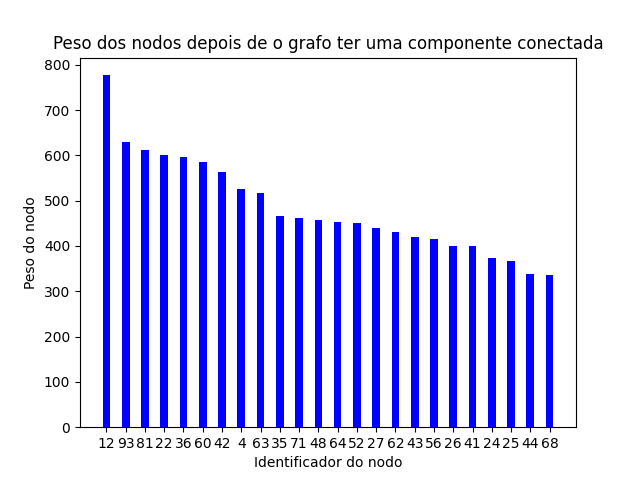 Peso dos nodos depois de o grafo ter uma componente conectada
800
700
600
500
400
300
200
100
0
Peso do nodo
12 93 81 22 36 60 42 4 63 35 71 48 64 52 27 62 43 56 26 41 24 25 44 68
Identificador do nodo